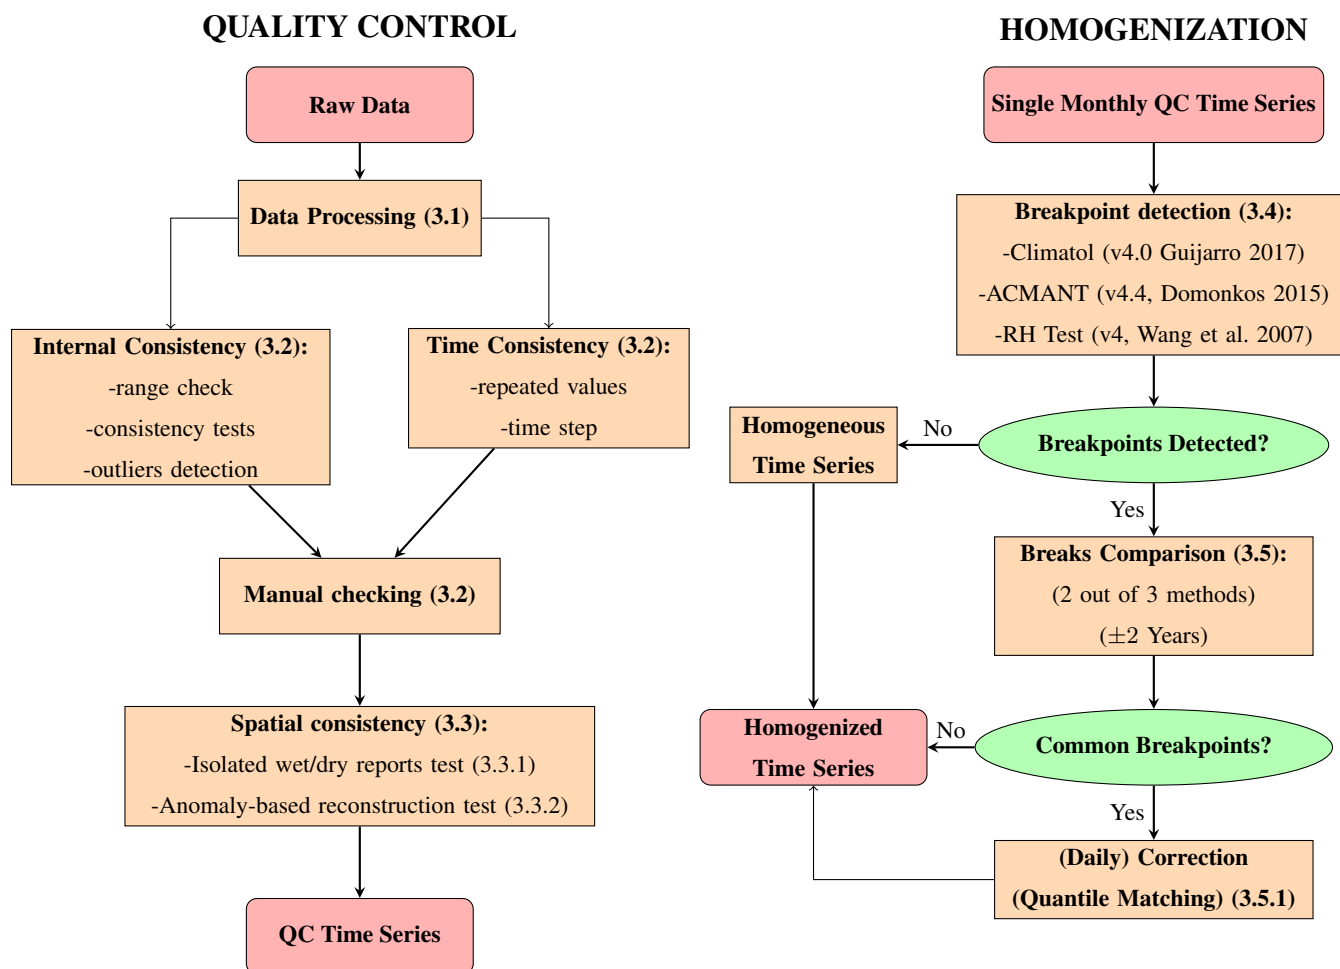 QUALITY CONTROL
Raw Data
Data Processing (3.1)
Internal Consistency (3.2):
-range check
-consistency tests
-outliers detection
Time Consistency (3.2):
-repeated values
-time step
Manual checking (3.2)
Spatial consistency (3.3):
-Isolated wet/dry reports test (3.3.1)
-Anomaly-based reconstruction test (3.3.2)
QC Time Series
HOMOGENIZATION
Single Monthly QC Time Series
Breakpoint detection (3.4):
-Climatol (v4.0 Guijarro 2017)
-ACMANT (v4.4, Domonkos 2015)
-RH Test (v4, Wang et al. 2007)
Breakpoints Detected?
No
Homogeneous
Time Series
Yes
Breaks Comparison (3.5):
(2 out of 3 methods)
(±2 Years)
Common Breakpoints?
No
Homogenized
Time Series
Yes
(Daily) Correction
(Quantile Matching) (3.5.1)